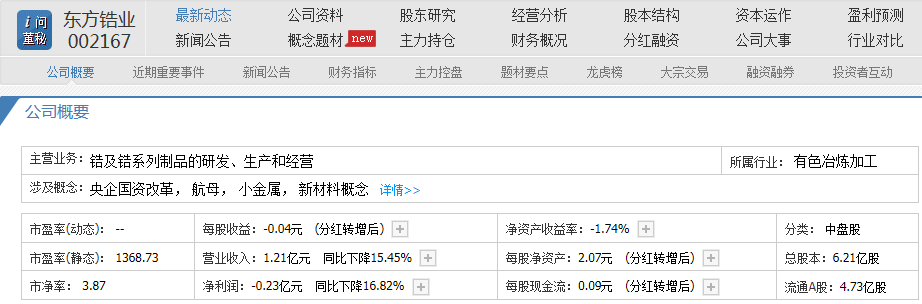 i问董秘 东方锆业 002167
最新动态 公司资料 股东研究 经营分析 股本结构 资本运作 盈利预测
新闻公告 概念题材 new 主力持仓 财务概况 分红融资 公司大事 行业对比
公司概要 近期重要事件 新闻公告 财务指标 主力控盘 题材要点 龙虎榜 大宗交易 融资融券 投资者互动
公司概要
主营业务：锆及锆系列制品的研发、生产和经营 所属行业：有色冶炼加工
涉及概念：央企国资改革，航母，小金属，新材料概念 详情>>
市盈率(动态)：-- 每股收益：-0.04元 （分红转增后） + 净资产收益率：-1.74% + 分类：中盘股
市盈率(静态)：1368.73 营业收入：1.21亿元 同比下降15.45% + 每股净资产：2.07元 （分红转增后） + 总股本：6.21亿股
市净率：3.87 净利润：-0.23亿元 同比下降16.82% + 每股现金流：0.09元 （分红转增后） + 流通A股：4.73亿股